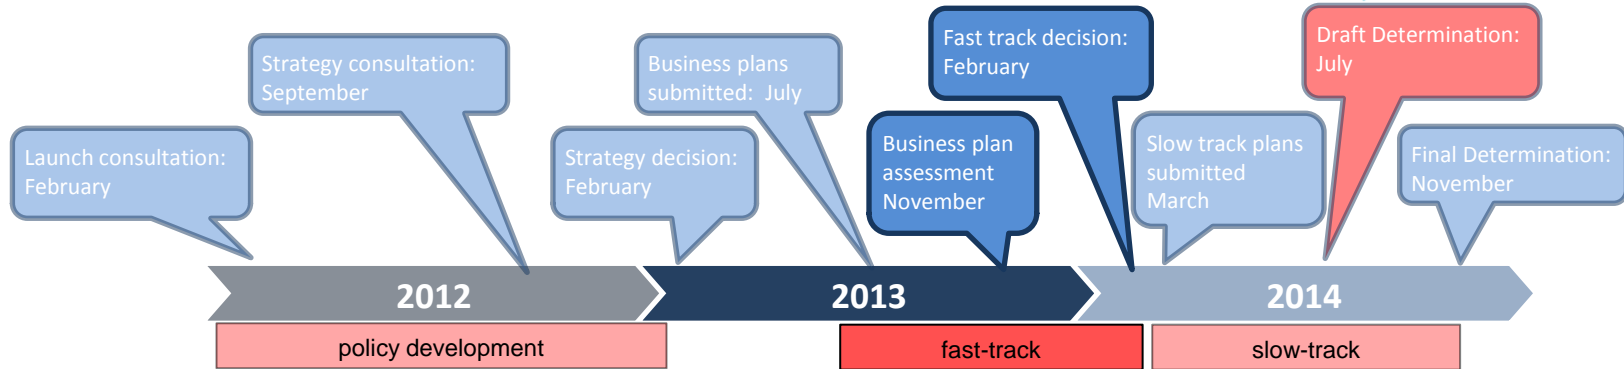 Launch consultation:
February
Strategy consultation:
September
Strategy decision:
February
Business plans
submitted:  July
Business plan
assessment
November
Fast track decision:
February
Slow track plans
submitted
March
Draft Determination:
July
Final Determination:
November
2012
2013
2014
policy development
fast-track
slow-track